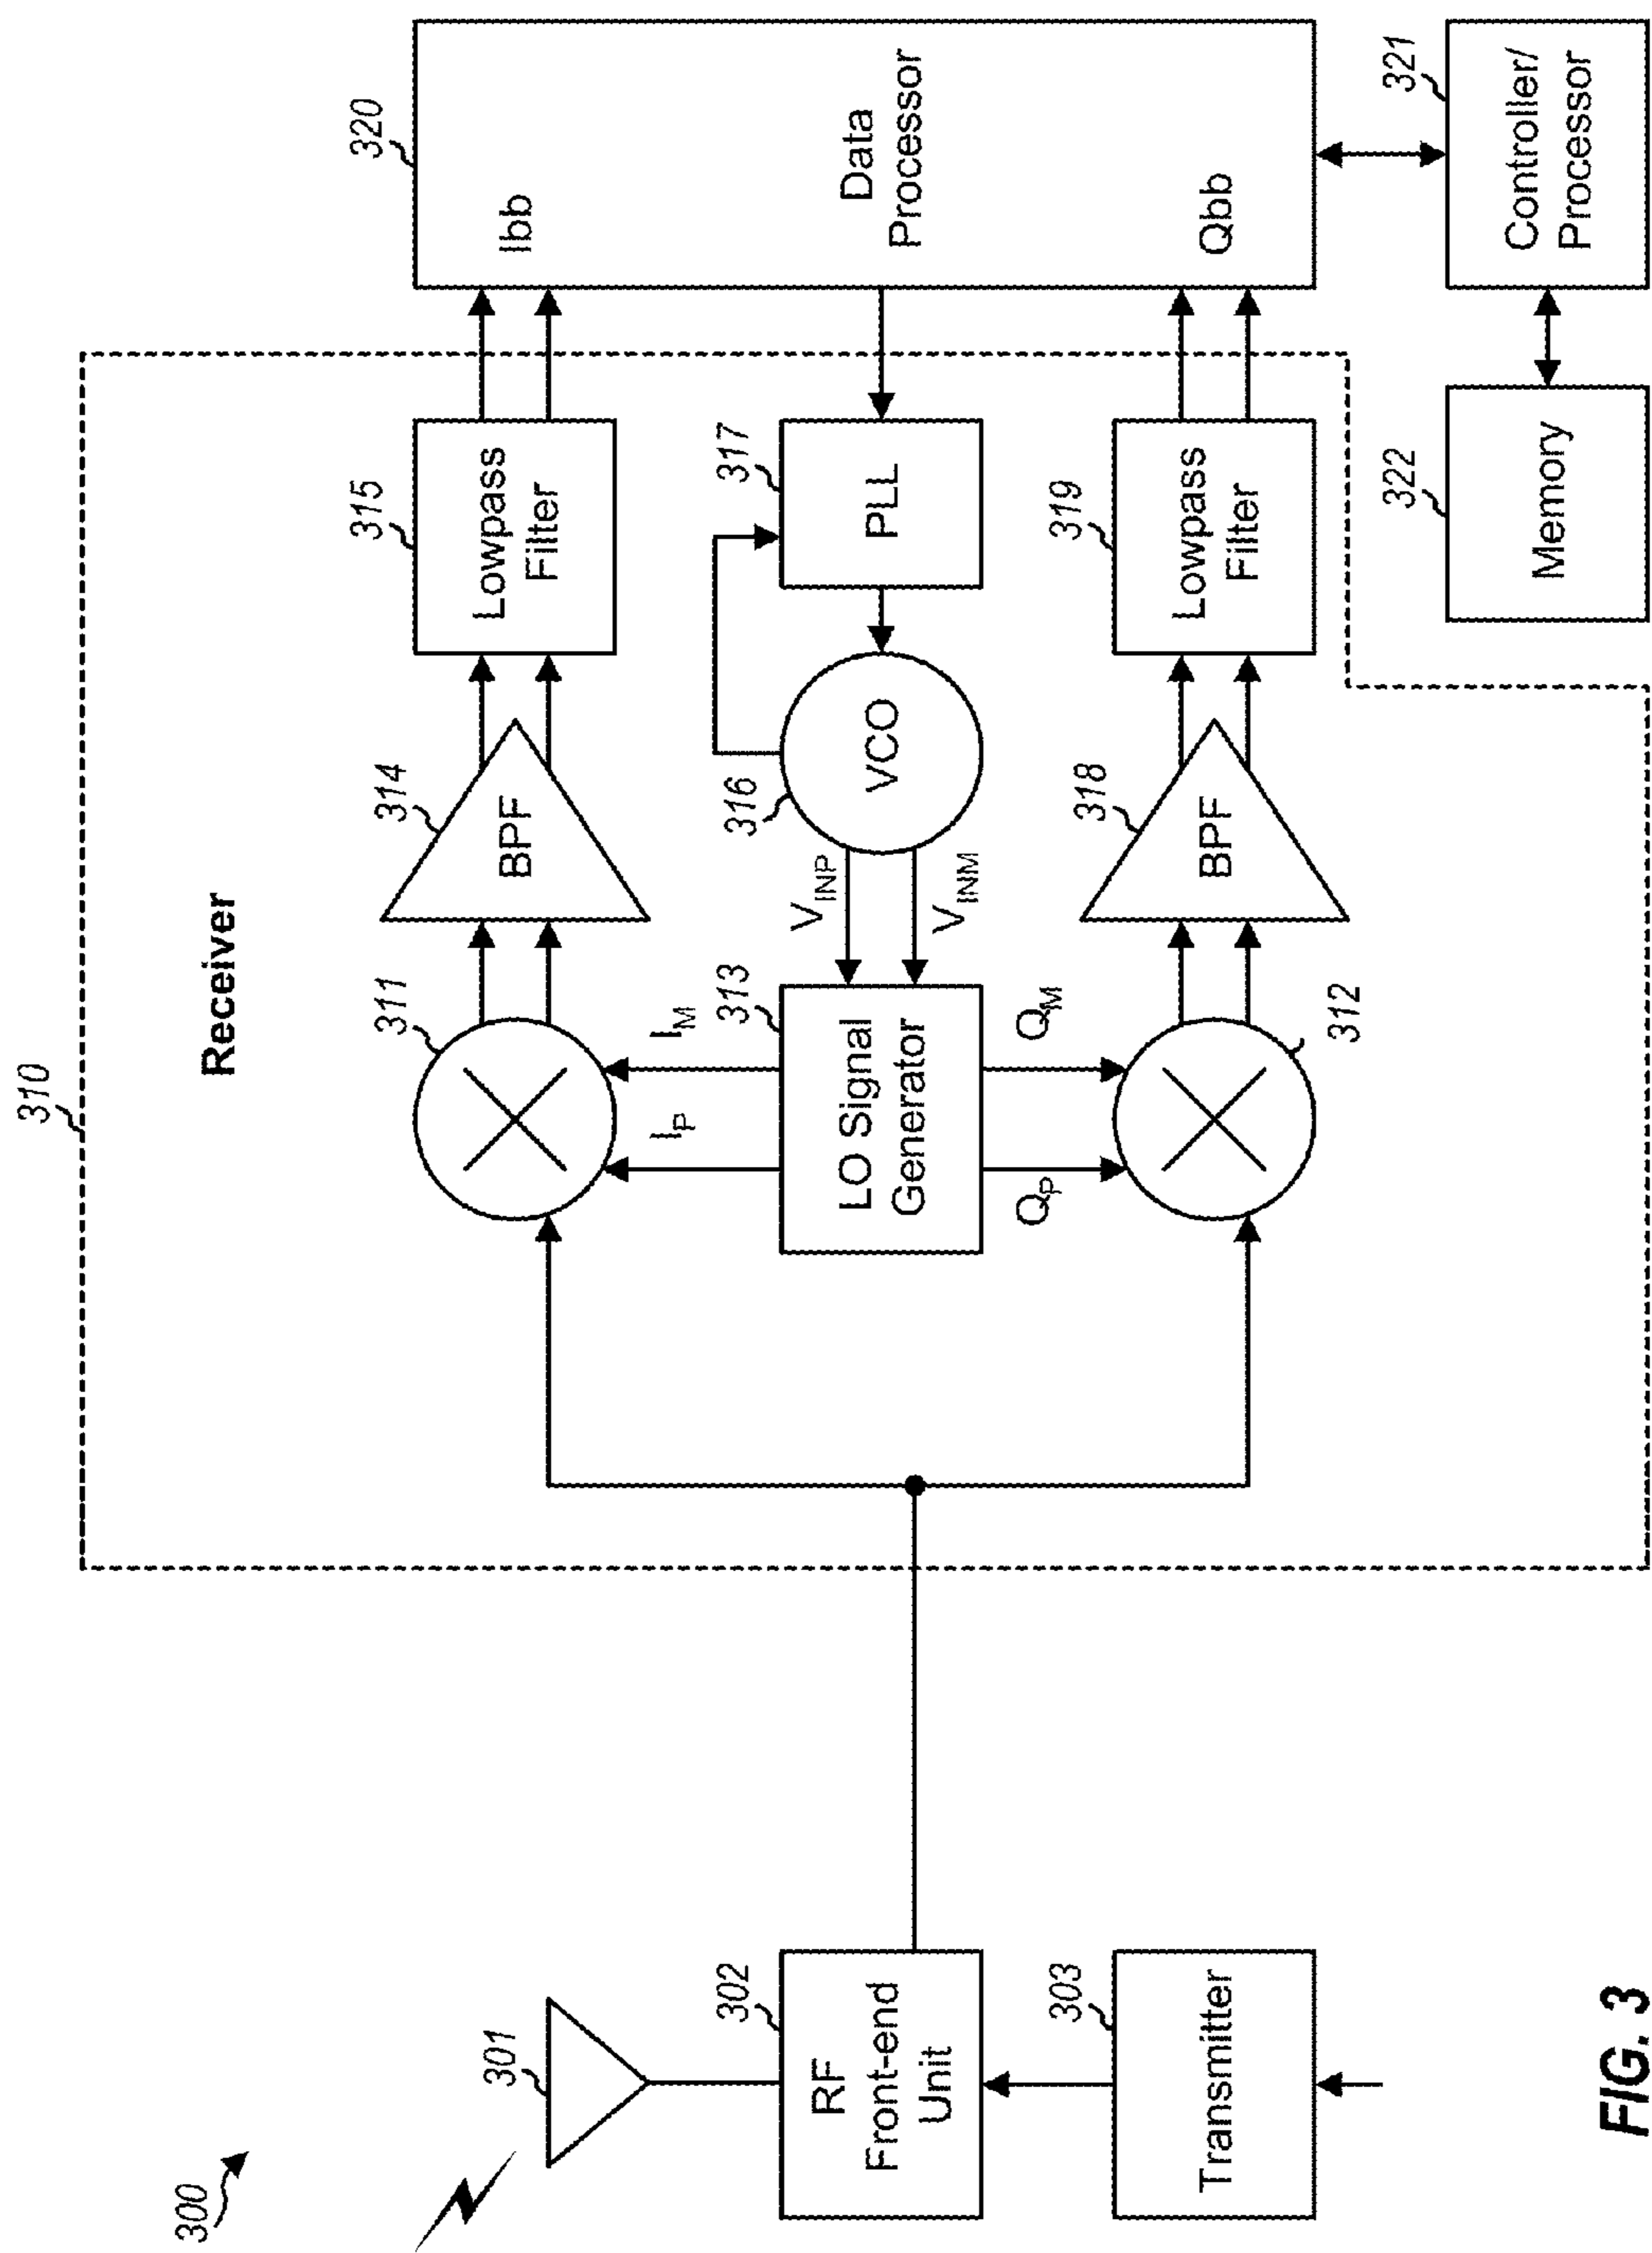 310
Receiver
311
314
BPF
315
Lowpass
Filter
320
Ibb
Data
Processor
Qbb
I_P
I_M
313
LO Signal
Generator
V_INP
V_INM
316
VCO
317
PLL
Q_P
Q_M
312
318
BPF
319
Lowpass
Filter
321
Controller/
Processor
322
Memory
300
301
302
RF
Front-end
Unit
303
Transmitter
FIG. 3